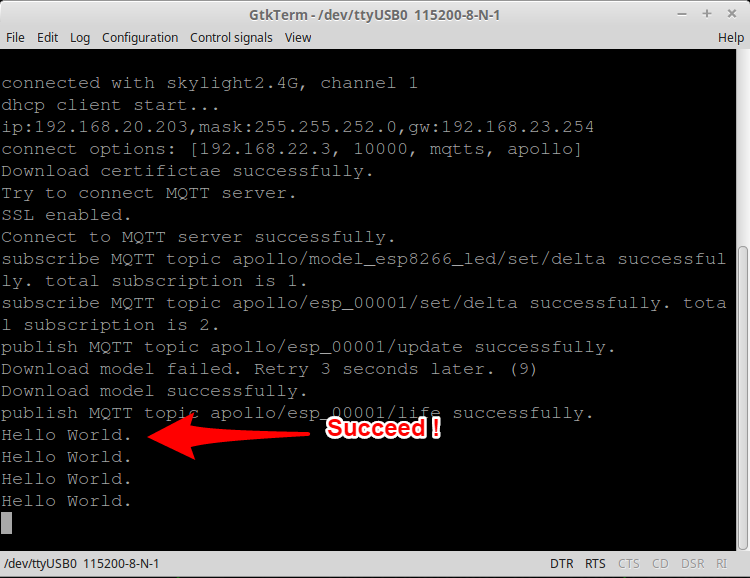 GtkTerm - /dev/ttyUSB0 115200-8-N-1
File Edit Log Configuration Control signals View Help
connected with skylight2.4G, channel 1
dhcp client start...
ip:192.168.20.203,mask:255.255.252.0,gw:192.168.23.254
connect options: [192.168.22.3, 10000, mqtts, apollo]
Download certifictae successfully.
Try to connect MQTT server.
SSL enabled.
Connect to MQTT server successfully.
subscribe MQTT topic apollo/model_esp8266_led/set/delta successful
ly. total subscription is 1.
subscribe MQTT topic apollo/esp_00001/set/delta successfully. tota
l subscription is 2.
publish MQTT topic apollo/esp_00001/update successfully.
Download model failed. Retry 3 seconds later. (9)
Download model successfully.
publish MQTT topic apollo/esp_00001/life successfully.
Hello World.
Succeed !
Hello World.
Hello World.
Hello World.
/dev/ttyUSB0 115200-8-N-1 DTR RTS CTS CD DSR RI